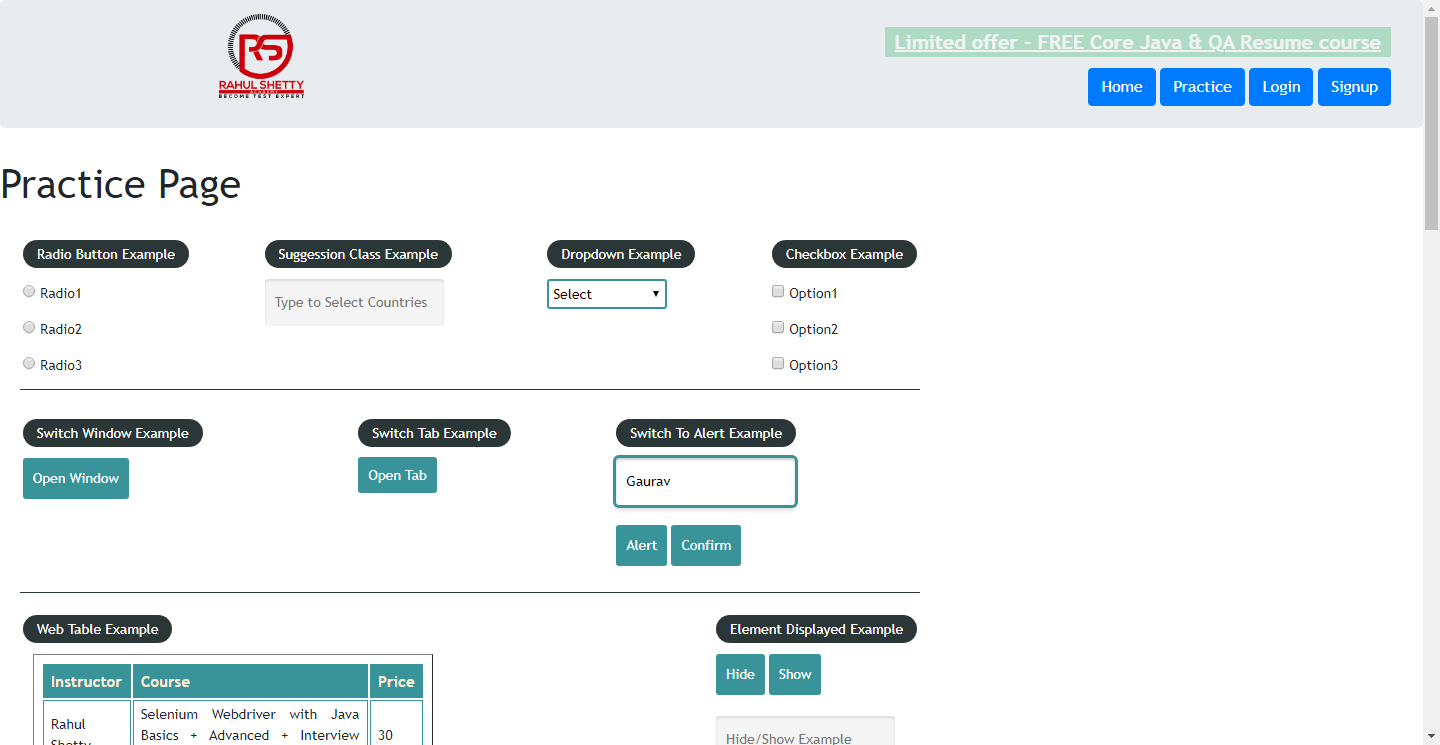 RS
RAHUL SHETTY
ACADEMY
BECOME TEST EXPERT
Limited offer - FREE Core Java & QA Resume course
Home Practice Login Signup
Practice Page
Radio Button Example
Radio1
Radio2
Radio3
Suggession Class Example
Type to Select Countries
Dropdown Example
Select
Checkbox Example
Option1
Option2
Option3
Switch Window Example
Open Window
Switch Tab Example
Open Tab
Switch To Alert Example
Gaurav
Alert Confirm
Web Table Example
Instructor Course Price
Rahul
Shetty
Selenium Webdriver with Java
Basics + Advanced + Interview
30
Element Displayed Example
Hide Show
Hide/Show Example